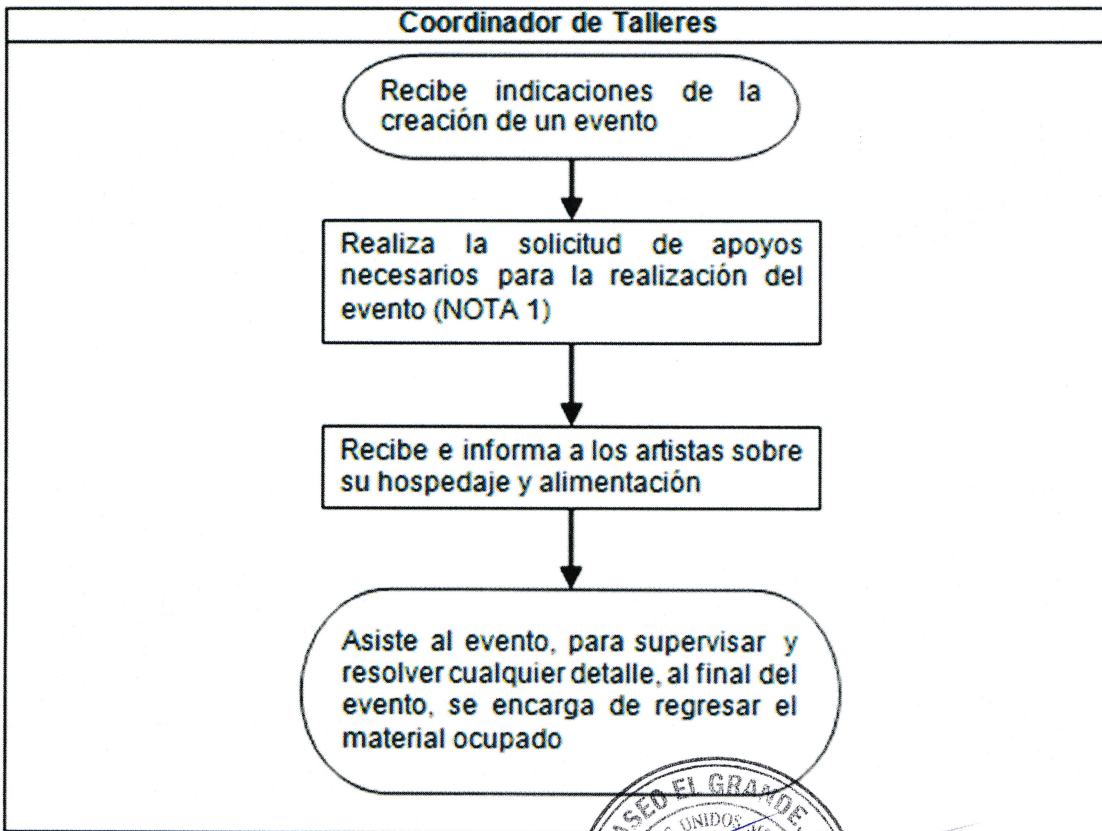 Coordinador de Talleres
Recibe indicaciones de la
creación de un evento
Realiza la solicitud de apoyos
necesarios para la realización del
evento (NOTA 1)
Recibe e informa a los artistas sobre
su hospedaje y alimentación
Asiste al evento, para supervisar y
resolver cualquier detalle, al final del
evento, se encarga de regresar el
material ocupado
ASEO EL GRANDE
UNIDOS